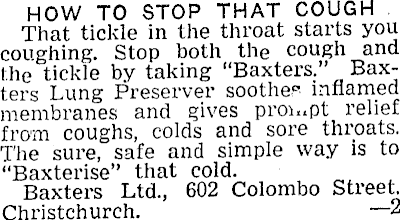 HOW TO STOP THAT COUGH
That tickle in the throat starts you
coughing. Stop both the cough and
the tickle by taking “Baxters.” Bax-
ters Lung Preserver soothes inflamed
membranes and gives prompt relief
from coughs, colds and sore throats.
The sure, safe and simple way is to
“Baxterise” that cold.
Baxters Ltd., 602 Colombo Street,
Christchurch. —2